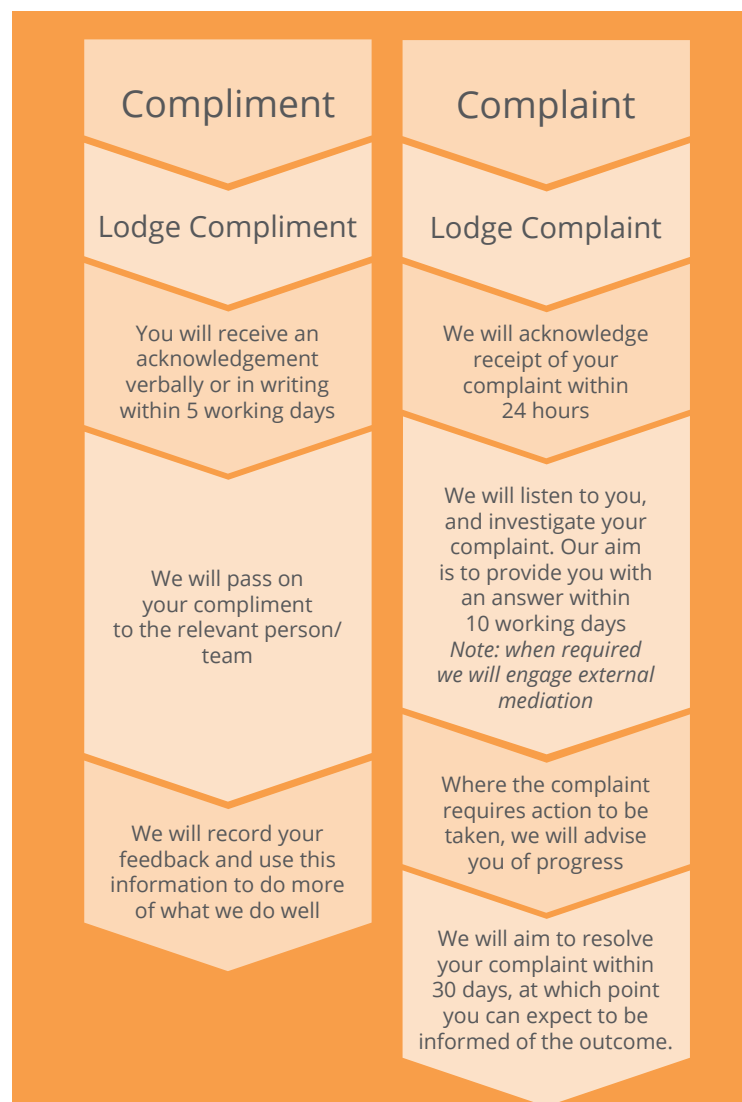 Compliment
Lodge Compliment
You will receive an
acknowledgement
verbally or in writing
within 5 working days
We will pass on
your compliment
to the relevant person/
team
We will record your
feedback and use this
information to do more
of what we do well
Complaint
Lodge Complaint
We will acknowledge
receipt of your
complaint within
24 hours
We will listen to you,
and investigate your
complaint. Our aim
is to provide you with
an answer within
10 working days
Note: when required
we will engage external
mediation
Where the complaint
requires action to be
taken, we will advise
you of progress
We will aim to resolve
your complaint within
30 days, at which point
you can expect to be
informed of the outcome.